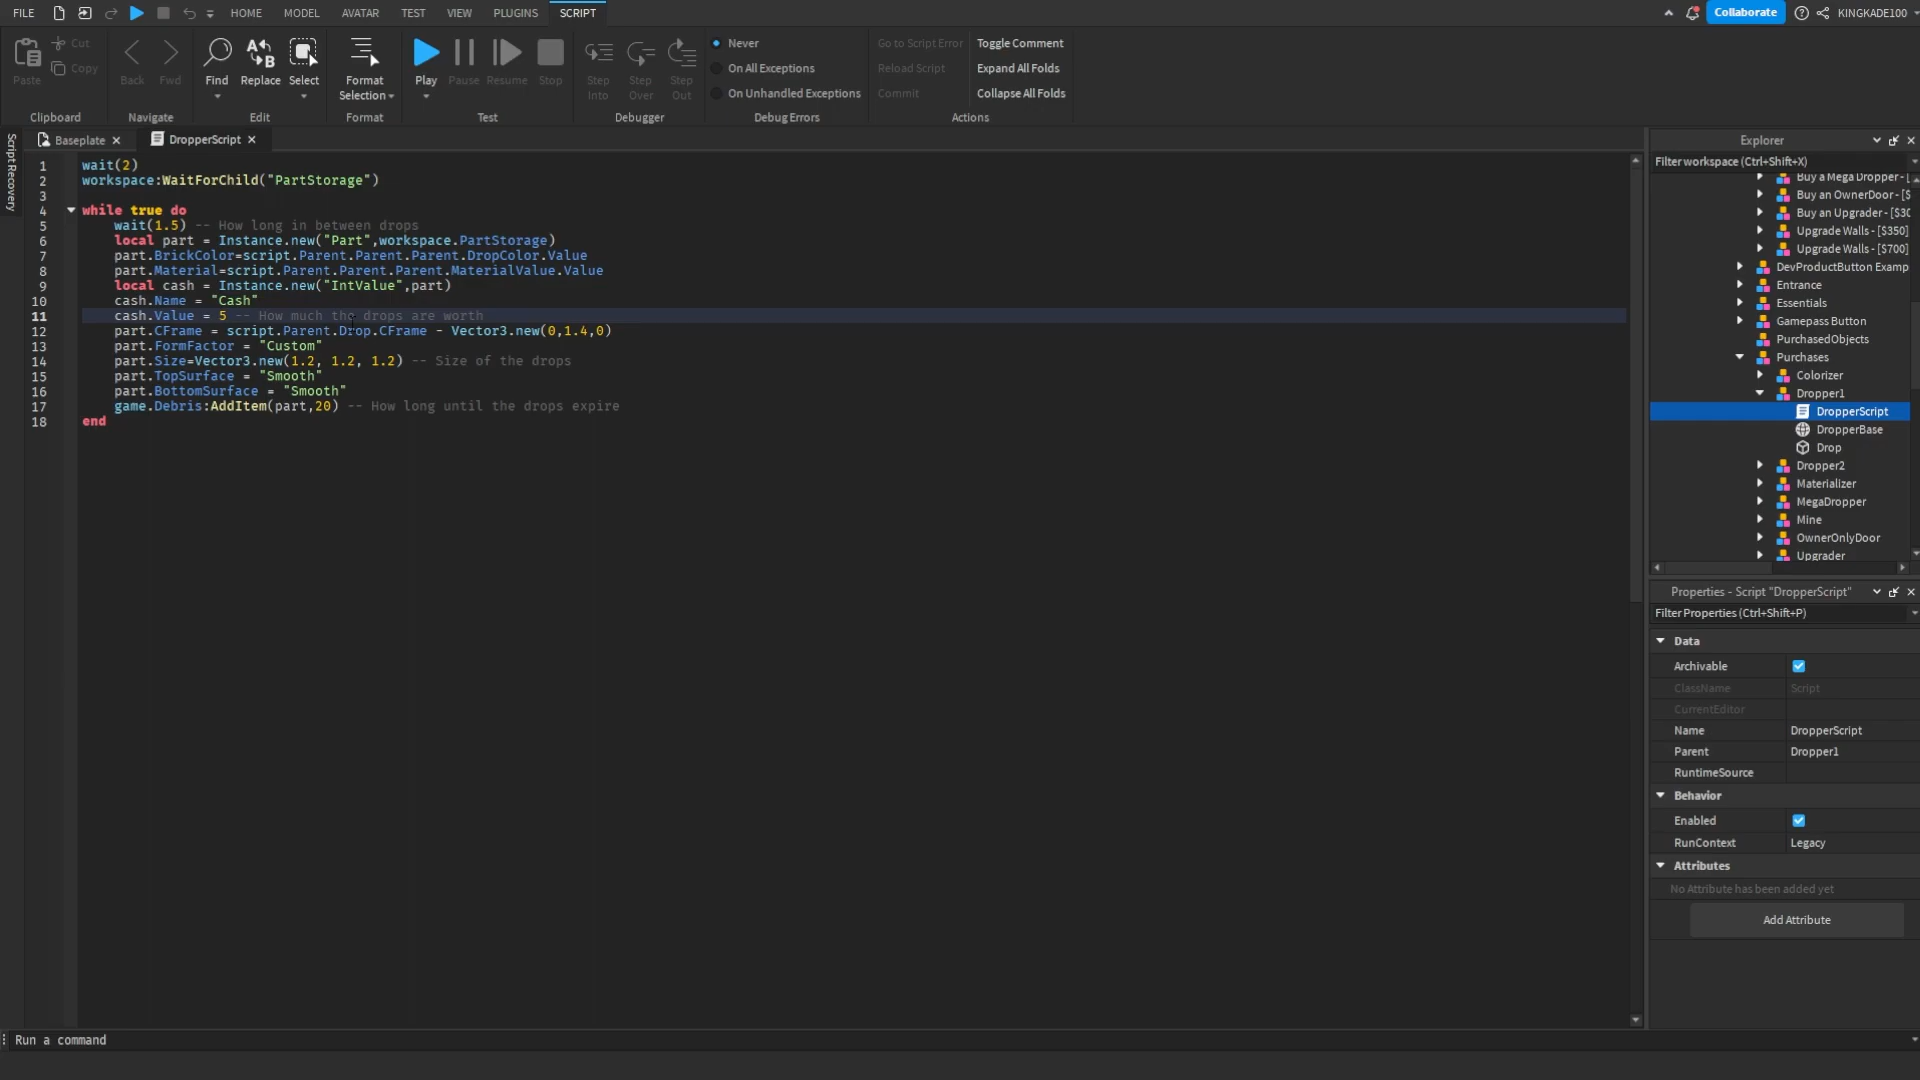 FILE HOME MODEL AVATAR TEST VIEW PLUGINS SCRIPT Collaborate KINGKADE100
Paste Cut Copy Back Fwd Find Replace Select Format Selection Play Pause Resume Stop Step Into Step Over Step Out
Never
On All Exceptions
On Unhandled Exceptions
Go to Script Error
Reload Script
Commit
Toggle Comment
Expand All Folds
Collapse All Folds
Clipboard Navigate Edit Format Test Debugger Debug Errors Actions
Script Recovery
Baseplate DropperScript
1 wait(2)
2 workspace:WaitForChild("PartStorage")
3
4 while true do
5 wait(1.5) -- How long in between drops
6 local part = Instance.new("Part",workspace.PartStorage)
7 part.BrickColor=script.Parent.Parent.Parent.DropColor.Value
8 part.Material=script.Parent.Parent.Parent.MaterialValue.Value
9 local cash = Instance.new("IntValue",part)
10 cash.Name = "Cash"
11 cash.Value = 5 -- How much the drops are worth
12 part.CFrame = script.Parent.Drop.CFrame - Vector3.new(0,1.4,0)
13 part.FormFactor = "Custom"
14 part.Size=Vector3.new(1.2, 1.2, 1.2) -- Size of the drops
15 part.TopSurface = "Smooth"
16 part.BottomSurface = "Smooth"
17 game.Debris:AddItem(part,20) -- How long until the drops expire
18 end
Explorer
Filter workspace (Ctrl+Shift+X)
Buy a Mega Dropper - [
Buy an OwnerDoor - [$
Buy an Upgrader - [$30
Upgrade Walls - [$350]
Upgrade Walls - [$700]
DevProductButton Examp
Entrance
Essentials
Gamepass Button
PurchasedObjects
Purchases
Colorizer
Dropper1
DropperScript
DropperBase
Drop
Dropper2
Materializer
MegaDropper
Mine
OwnerOnlyDoor
Upgrader
Properties - Script "DropperScript"
Filter Properties (Ctrl+Shift+P)
Data
Archivable
ClassName Script
CurrentEditor
Name DropperScript
Parent Dropper1
RuntimeSource
Behavior
Enabled
RunContext Legacy
Attributes
No Attribute has been added yet
Add Attribute
Run a command